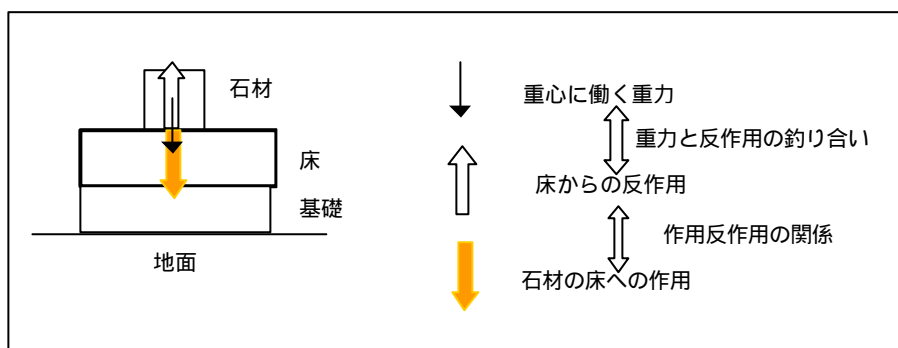 石材
床
基礎
地面
重心に働く重力
重力と反作用の釣り合い
床からの反作用
作用反作用の関係
石材の床への作用